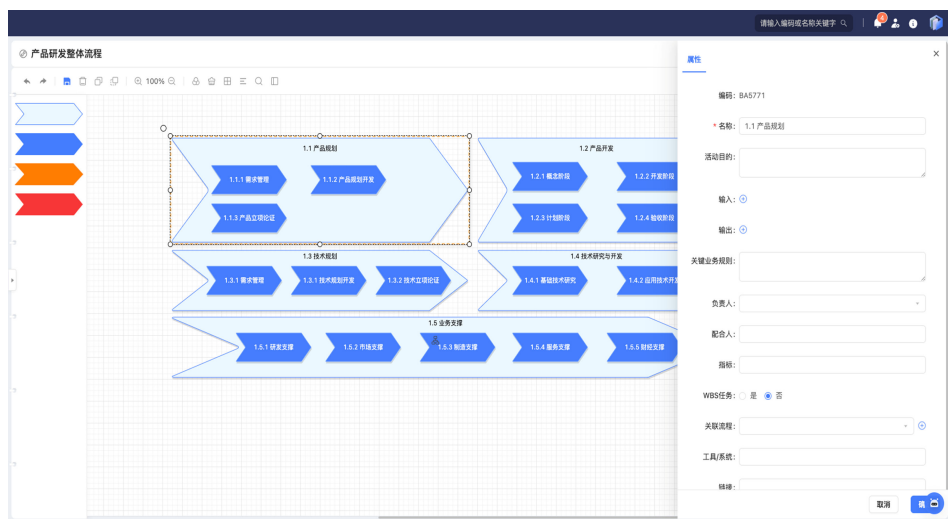 请输入编码或名称关键字
4
产品研发整体流程
100%
1.1 产品规划
1.1.1 需求管理
1.1.2 产品规划开发
1.1.3 产品立项论证
1.2 产品开发
1.2.1 概念阶段
1.2.2 开发阶段
1.2.3 计划阶段
1.2.4 验收阶段
1.3 技术规划
1.3.1 需求管理
1.3.1 技术规划开发
1.3.2 技术立项论证
1.4 技术研究与开发
1.4.1 基础技术研究
1.4.2 应用技术开
1.5 业务支撑
1.5.1 研发支撑
1.5.2 市场支撑
1.5.3 制造支撑
1.5.4 服务支撑
1.5.5 财经支撑
属性
编码: BA5771
* 名称: 1.1 产品规划
活动目的:
输入:
输出:
关键业务规则:
负责人:
配合人:
指标:
WBS任务: 是 否
关联流程:
工具/系统:
链接:
取消